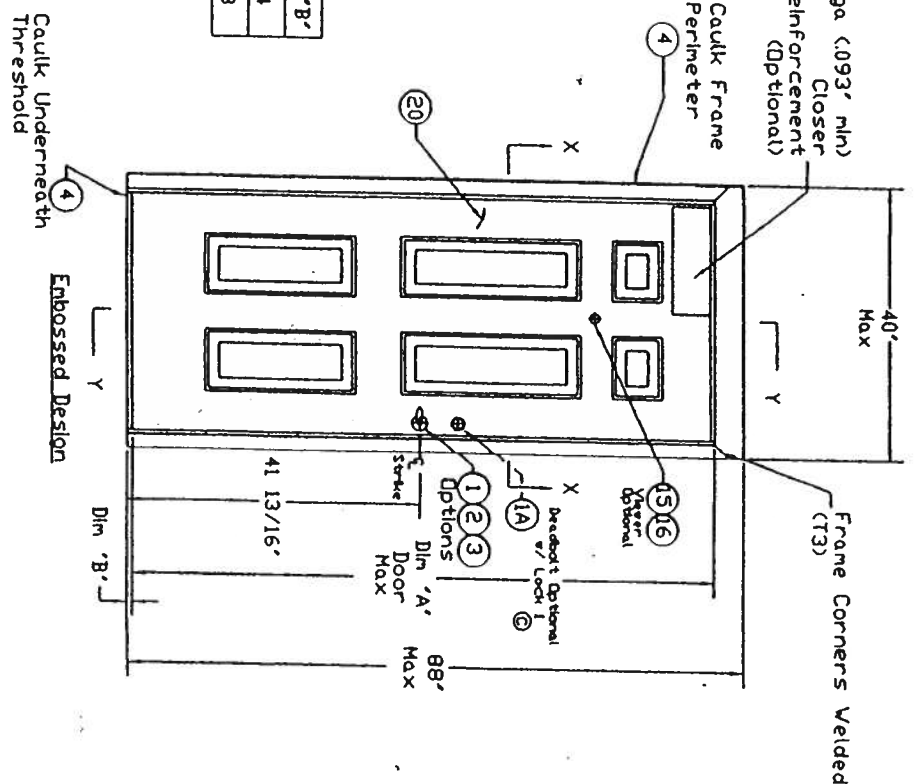 ga (.093" min)
Closer
einforcement
(Optional)
Caulk Frame
Perimeter
4
'B'
20
X
X
40"
Max
Y
Y
Frame Corners Welded
(T3)
15 16
Viewer
Optional
Deadbolt Optional
w/ Lock 1
1A
©
1 2 3
Options
Strike
41 13/16"
Dim 'A'
Door
Max
88"
Max
Dim 'B'
Caulk Underneath
Threshold
4
Embossed Design